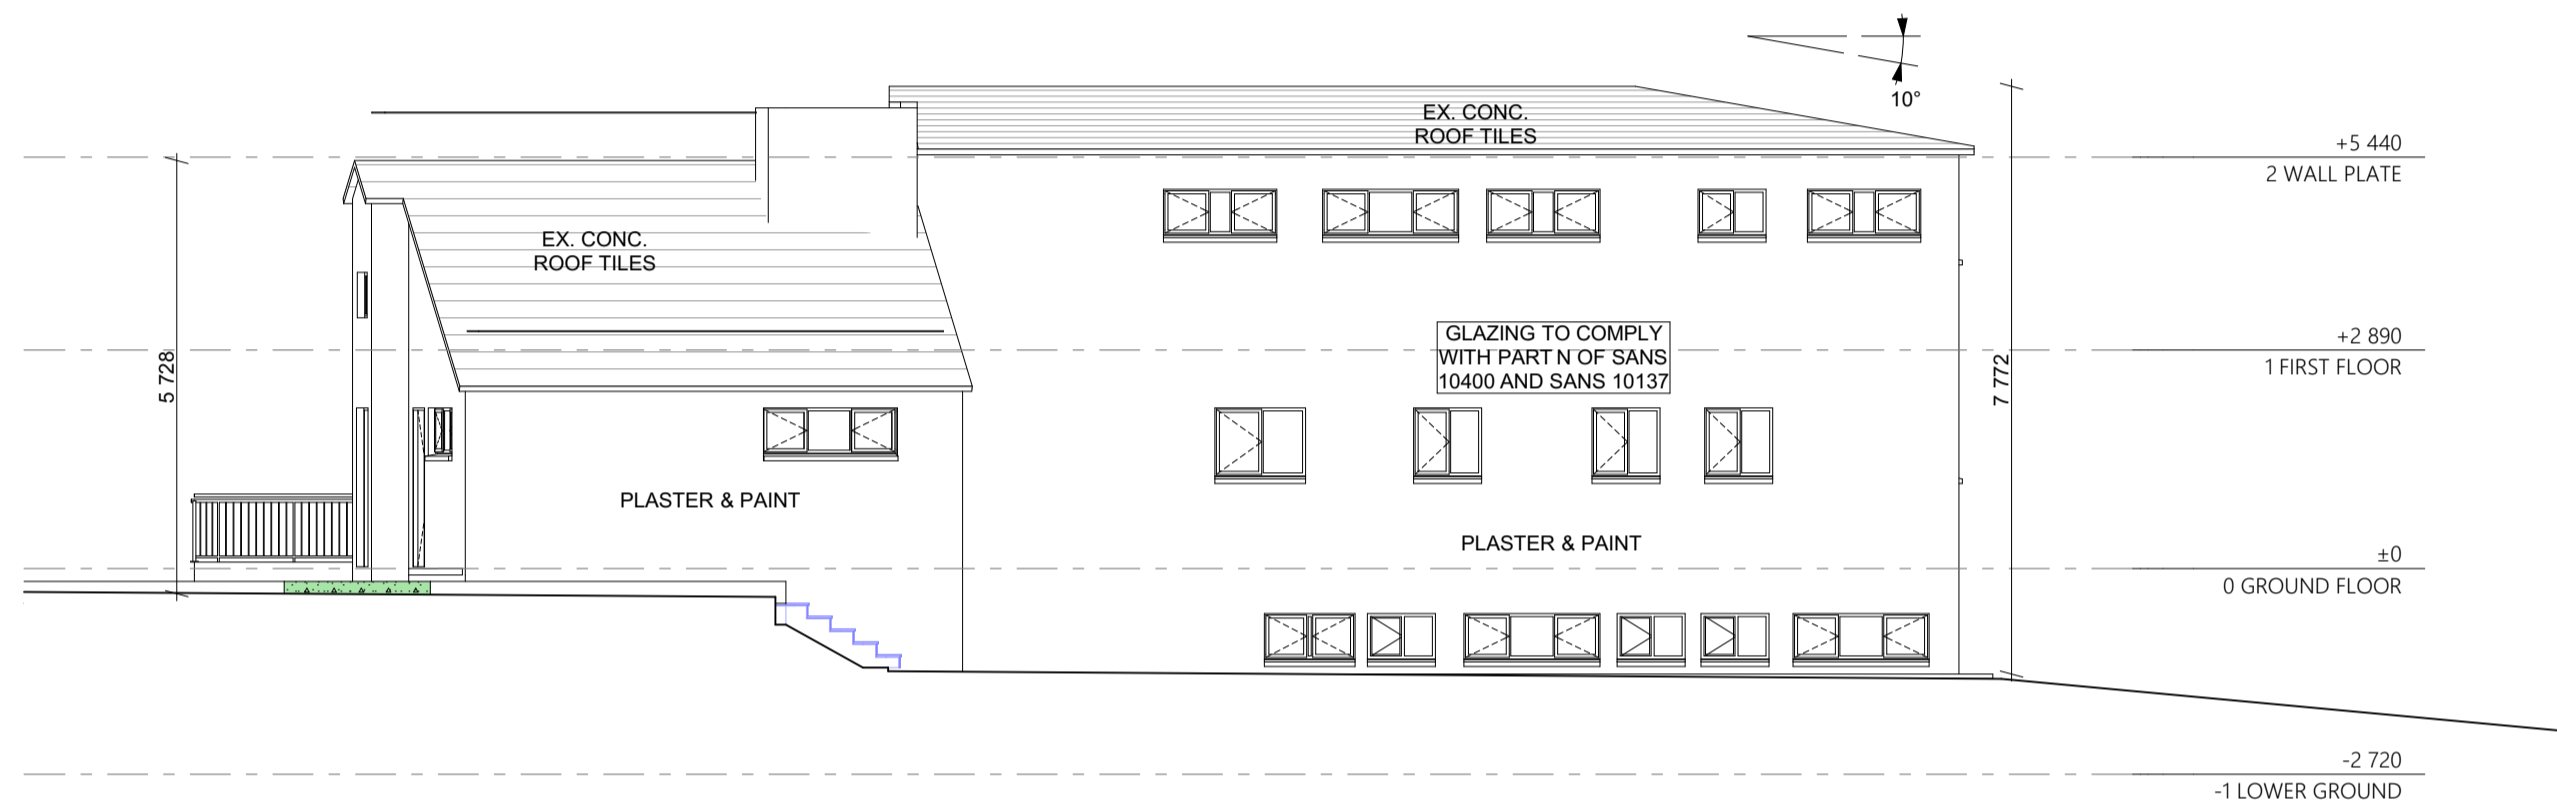 10°
EX. CONC.
ROOF TILES
+5 440
2 WALL PLATE
EX. CONC.
ROOF TILES
GLAZING TO COMPLY
WITH PART N OF SANS
10400 AND SANS 10137
+2 890
1 FIRST FLOOR
5 728
7 772
PLASTER & PAINT
PLASTER & PAINT
±0
0 GROUND FLOOR
-2 720
-1 LOWER GROUND